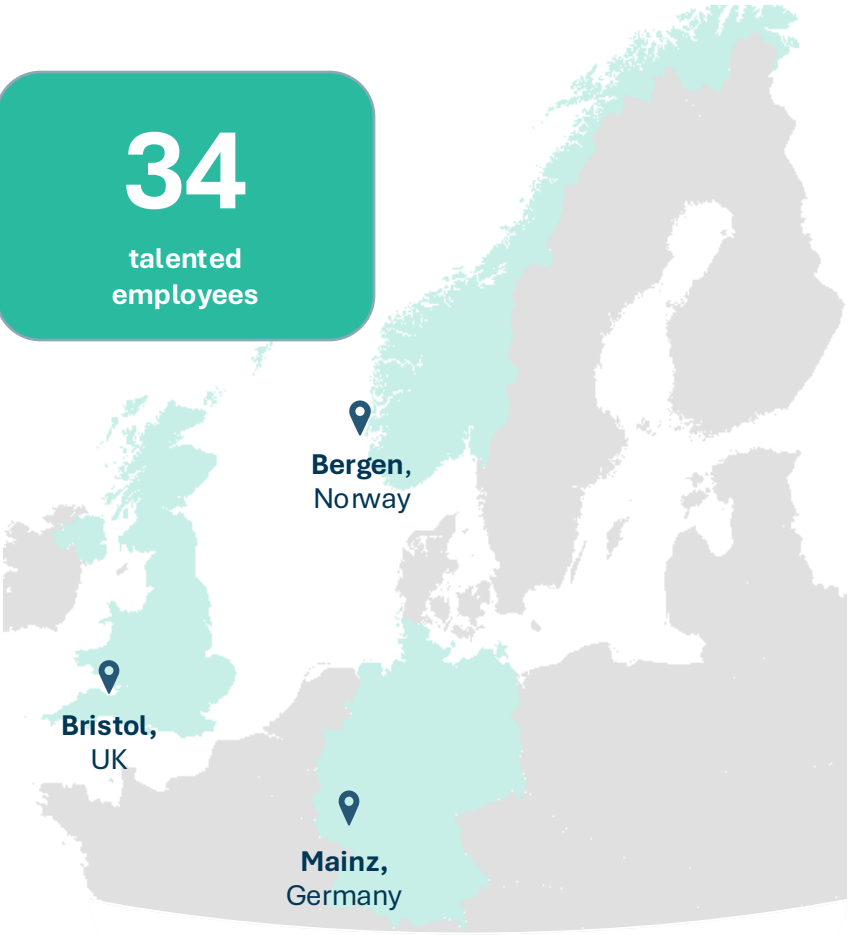 34
talented
employees
Bergen,
Norway
Bristol,
UK
Mainz,
Germany